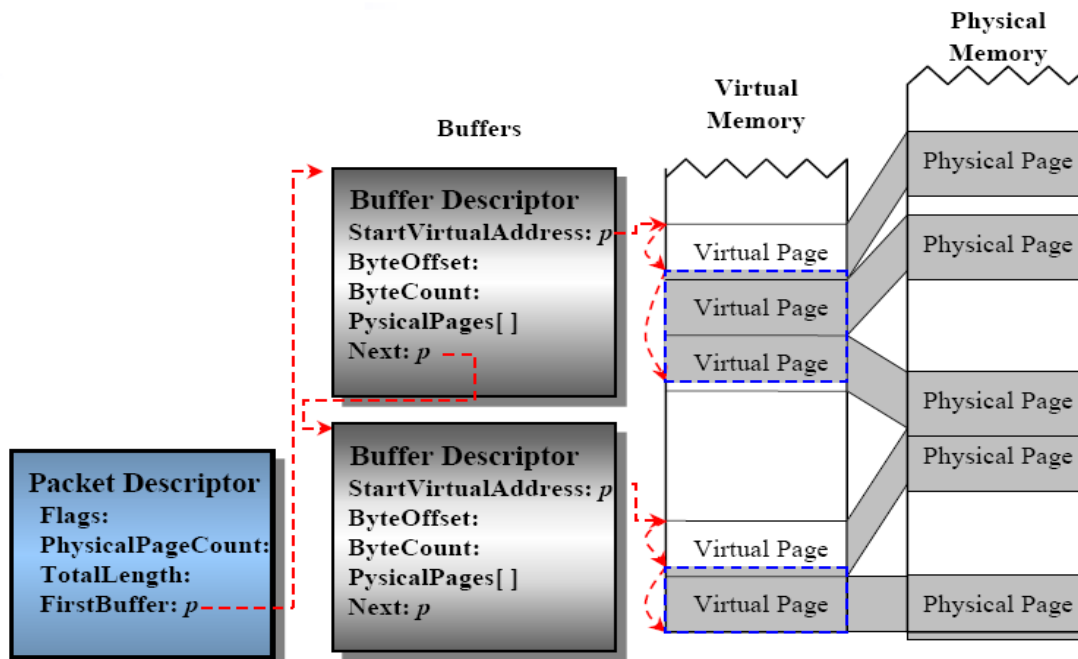 Physical
Memory
Virtual
Memory
Buffers
Physical Page
Buffer Descriptor
StartVirtualAddress: p
ByteOffset:
ByteCount:
PysicalPages[ ]
Next: p
Virtual Page
Virtual Page
Virtual Page
Physical Page
Physical Page
Physical Page
Buffer Descriptor
StartVirtualAddress: p
ByteOffset:
ByteCount:
PysicalPages[ ]
Next: p
Virtual Page
Virtual Page
Physical Page
Packet Descriptor
Flags:
PhysicalPageCount:
TotalLength:
FirstBuffer: p